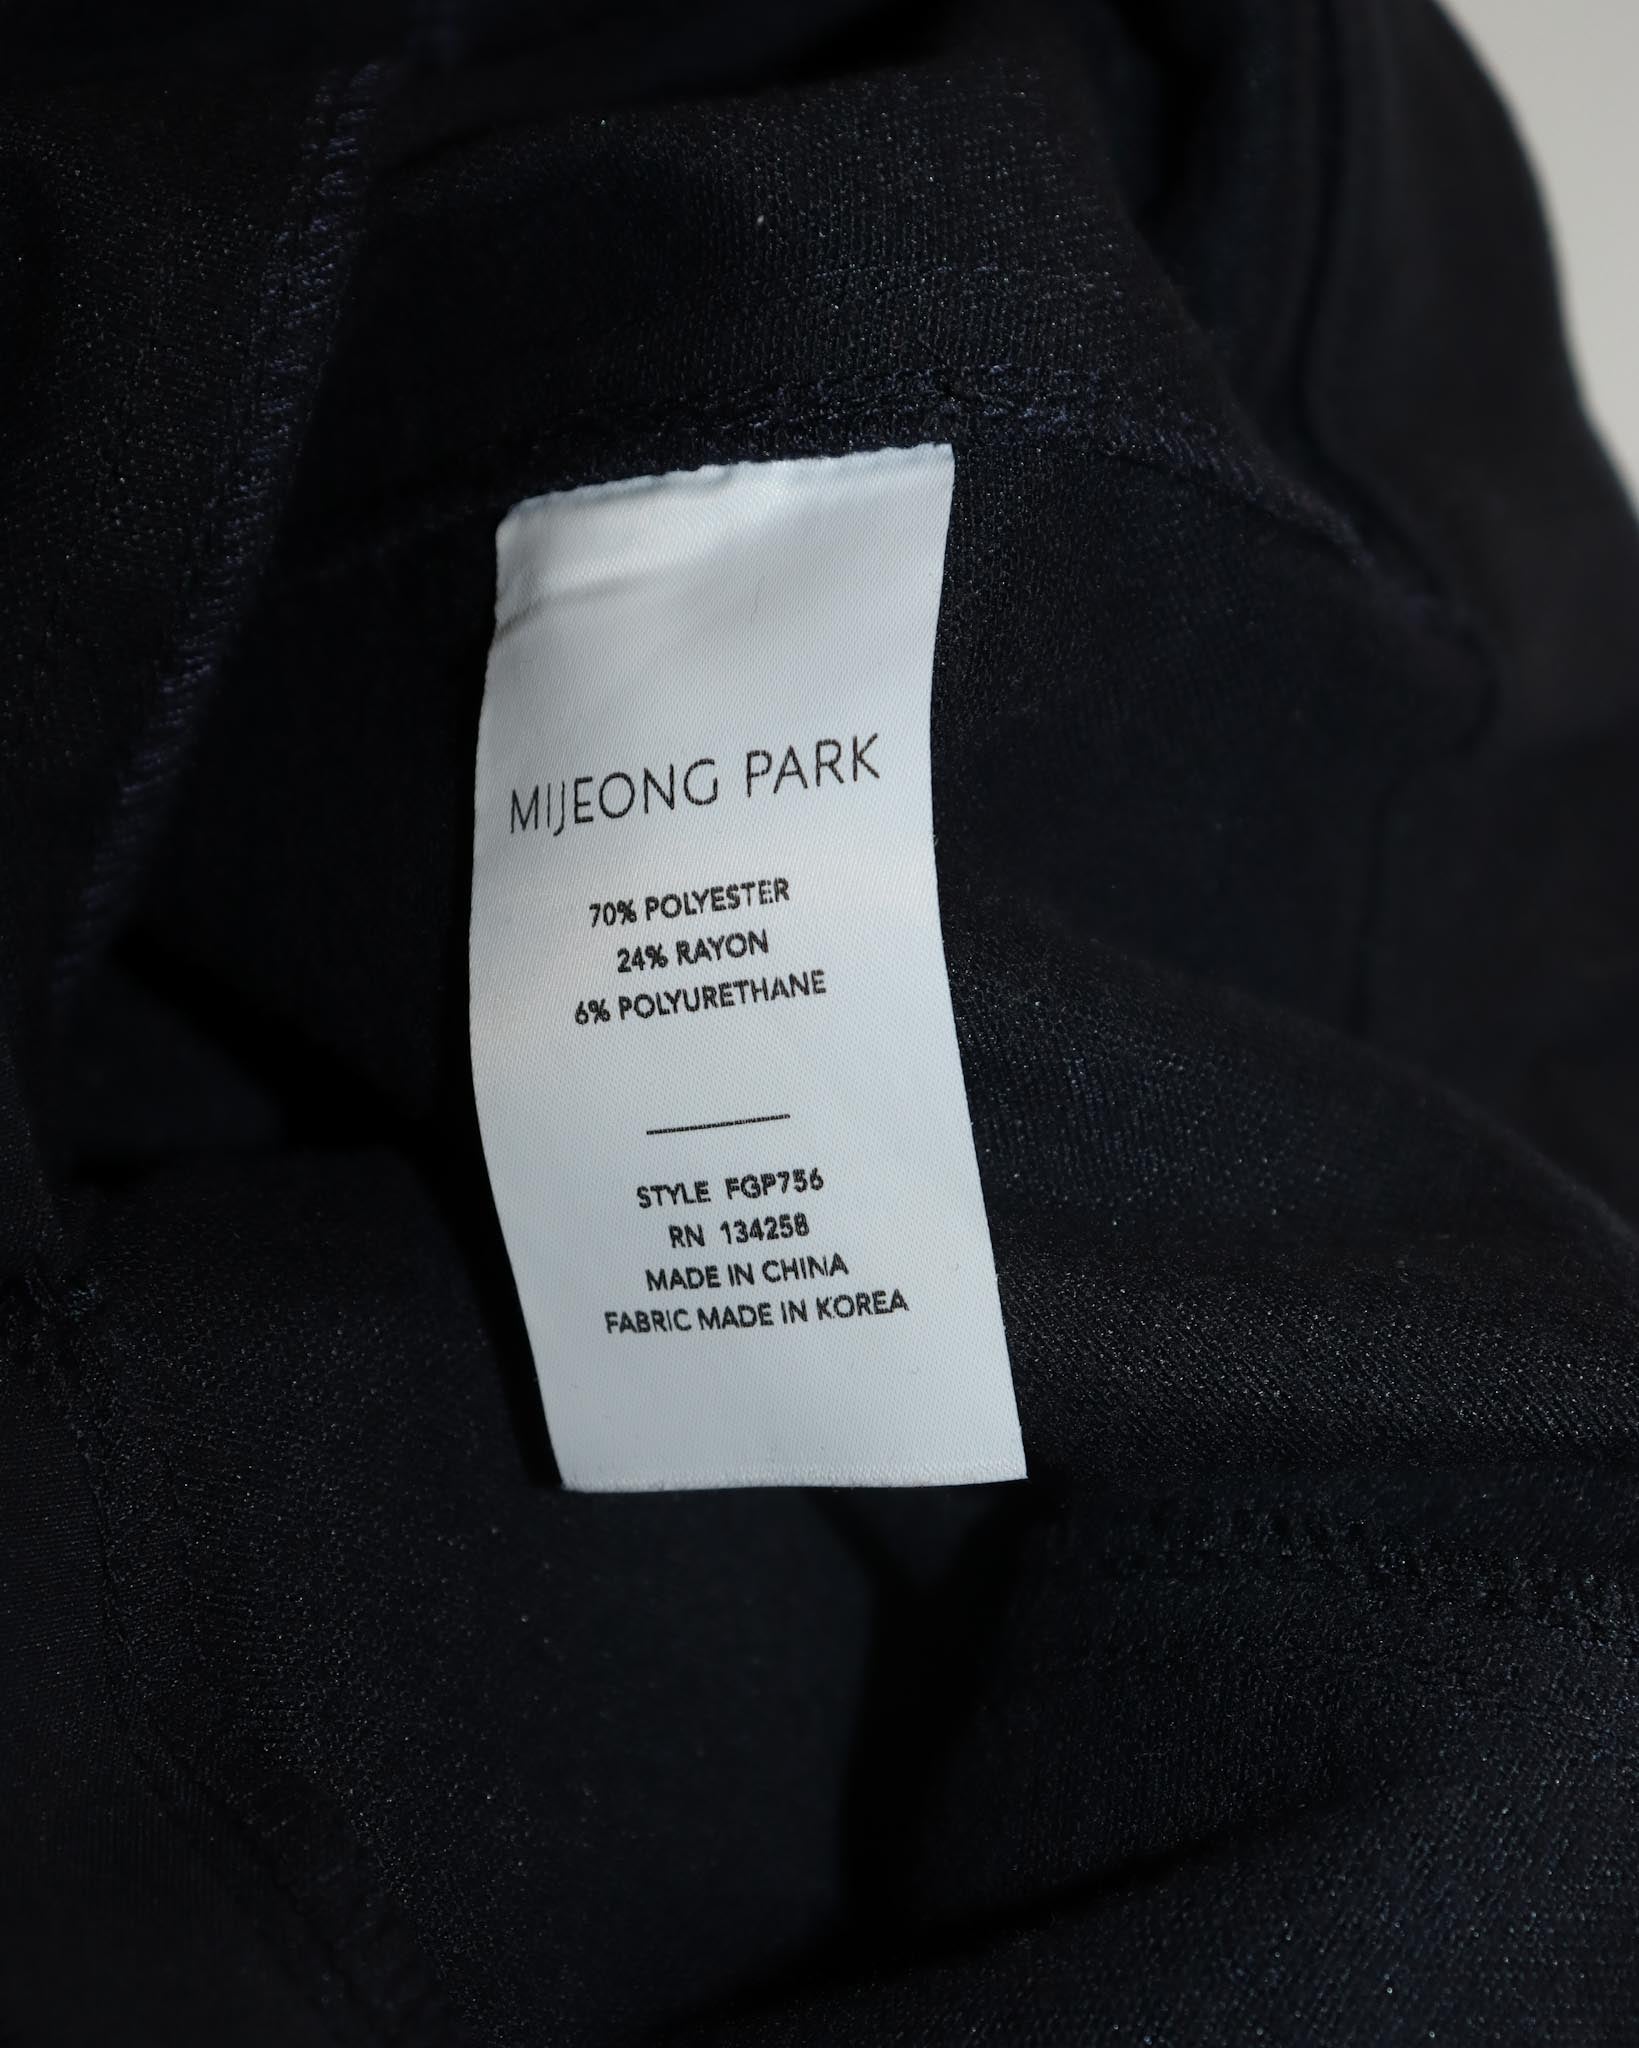 MIJEONG PARK
70% POLYESTER
24% RAYON
6% POLYURETHANE
STYLE FGP756
RN 134258
MADE IN CHINA
FABRIC MADE IN KOREA